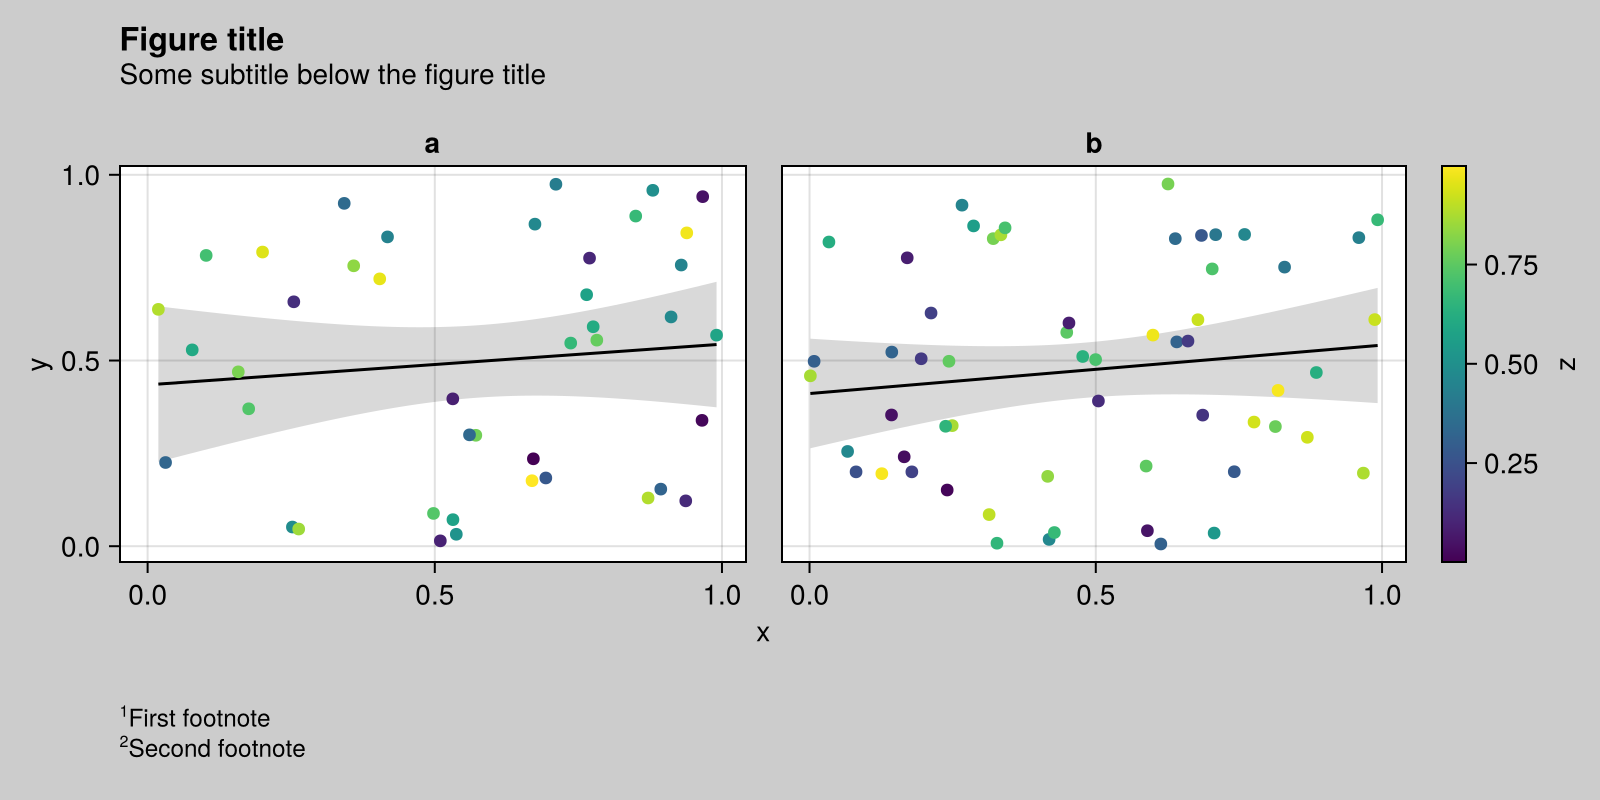 Figure title
Some subtitle below the figure title
a
b
1.0
0.5
0.0
y
0.0
0.5
1.0
0.0
0.5
1.0
x
0.75
0.50
0.25
z
¹First footnote
²Second footnote